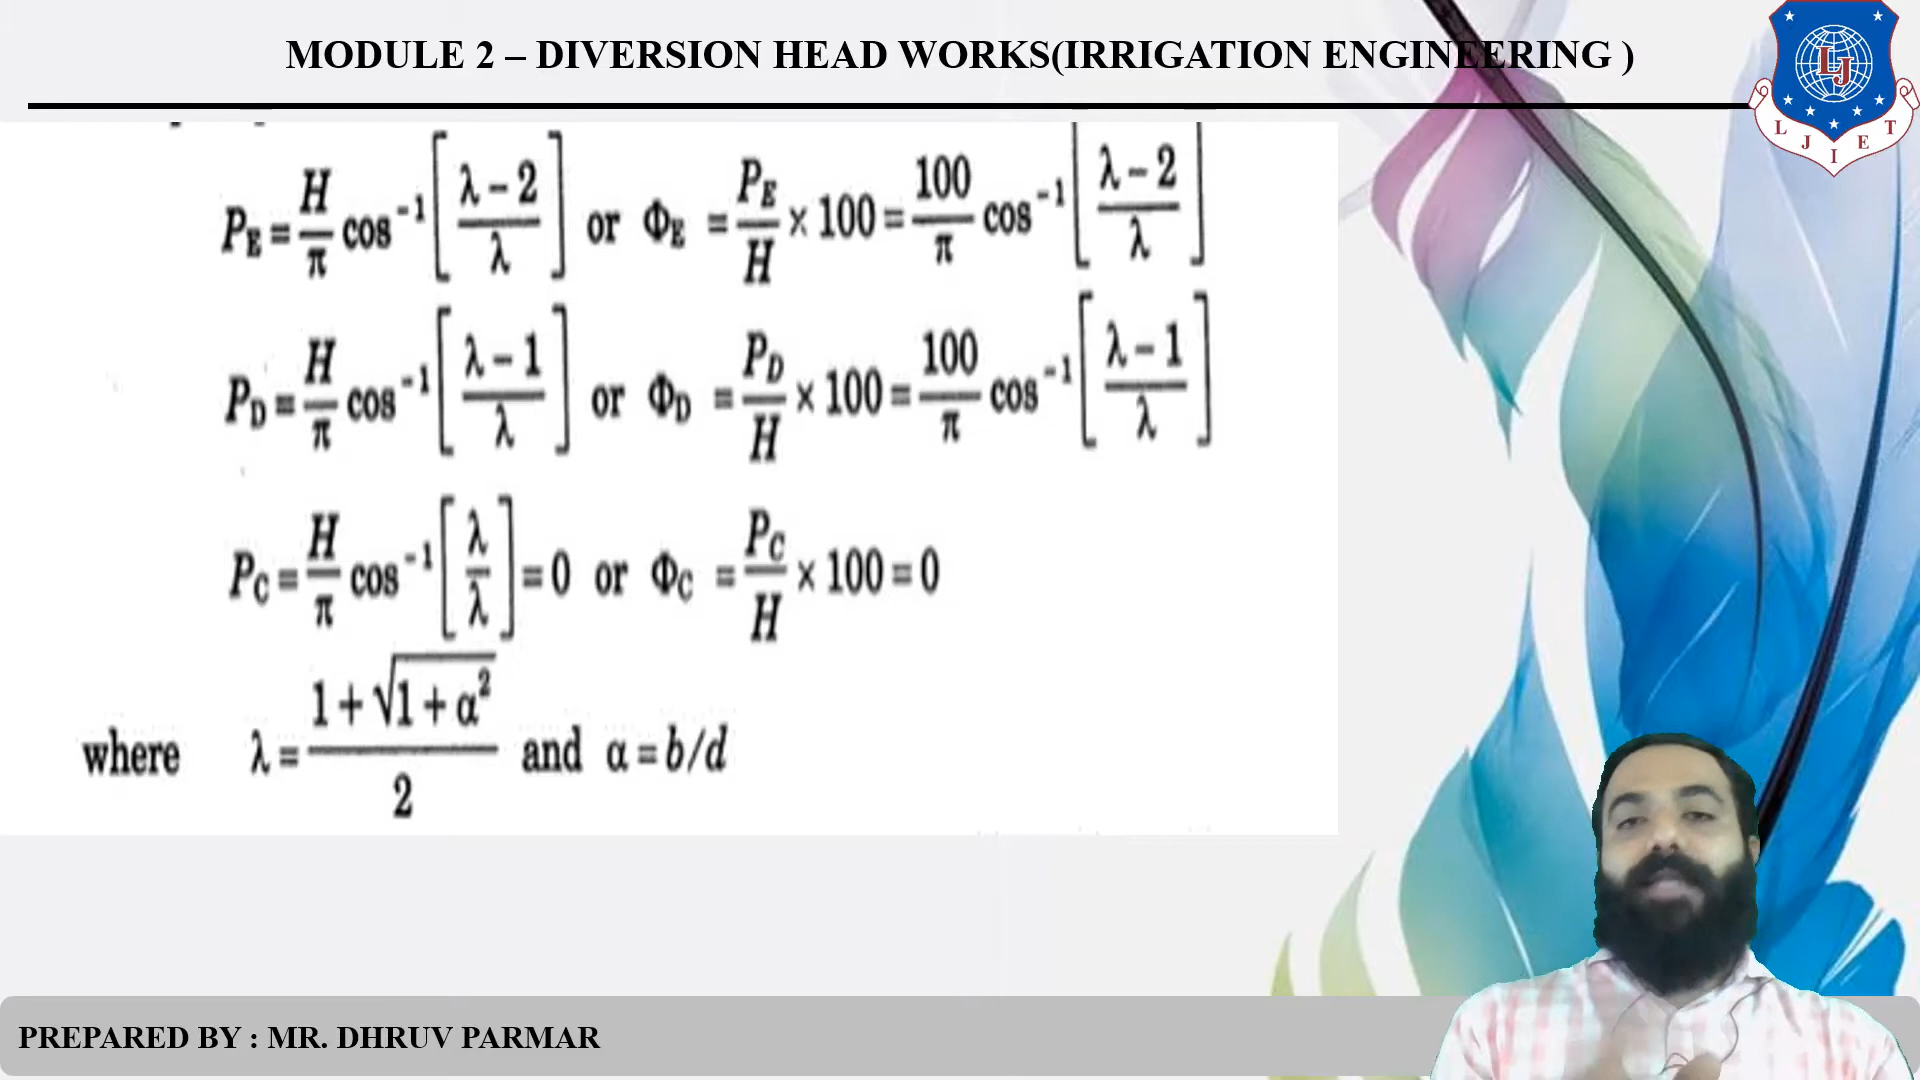 MODULE 2 – DIVERSION HEAD WORKS(IRRIGATION ENGINEERING )
LJ
L J I E T
P_E = H/π cos⁻¹[(λ − 2)/λ] or Φ_E = P_E/H × 100 = 100/π cos⁻¹[(λ − 2)/λ]
P_D = H/π cos⁻¹[(λ − 1)/λ] or Φ_D = P_D/H × 100 = 100/π cos⁻¹[(λ − 1)/λ]
P_C = H/π cos⁻¹[λ/λ] = 0 or Φ_C = P_C/H × 100 = 0
where λ = (1 + √(1 + α²))/2 and α = b/d
PREPARED BY : MR. DHRUV PARMAR